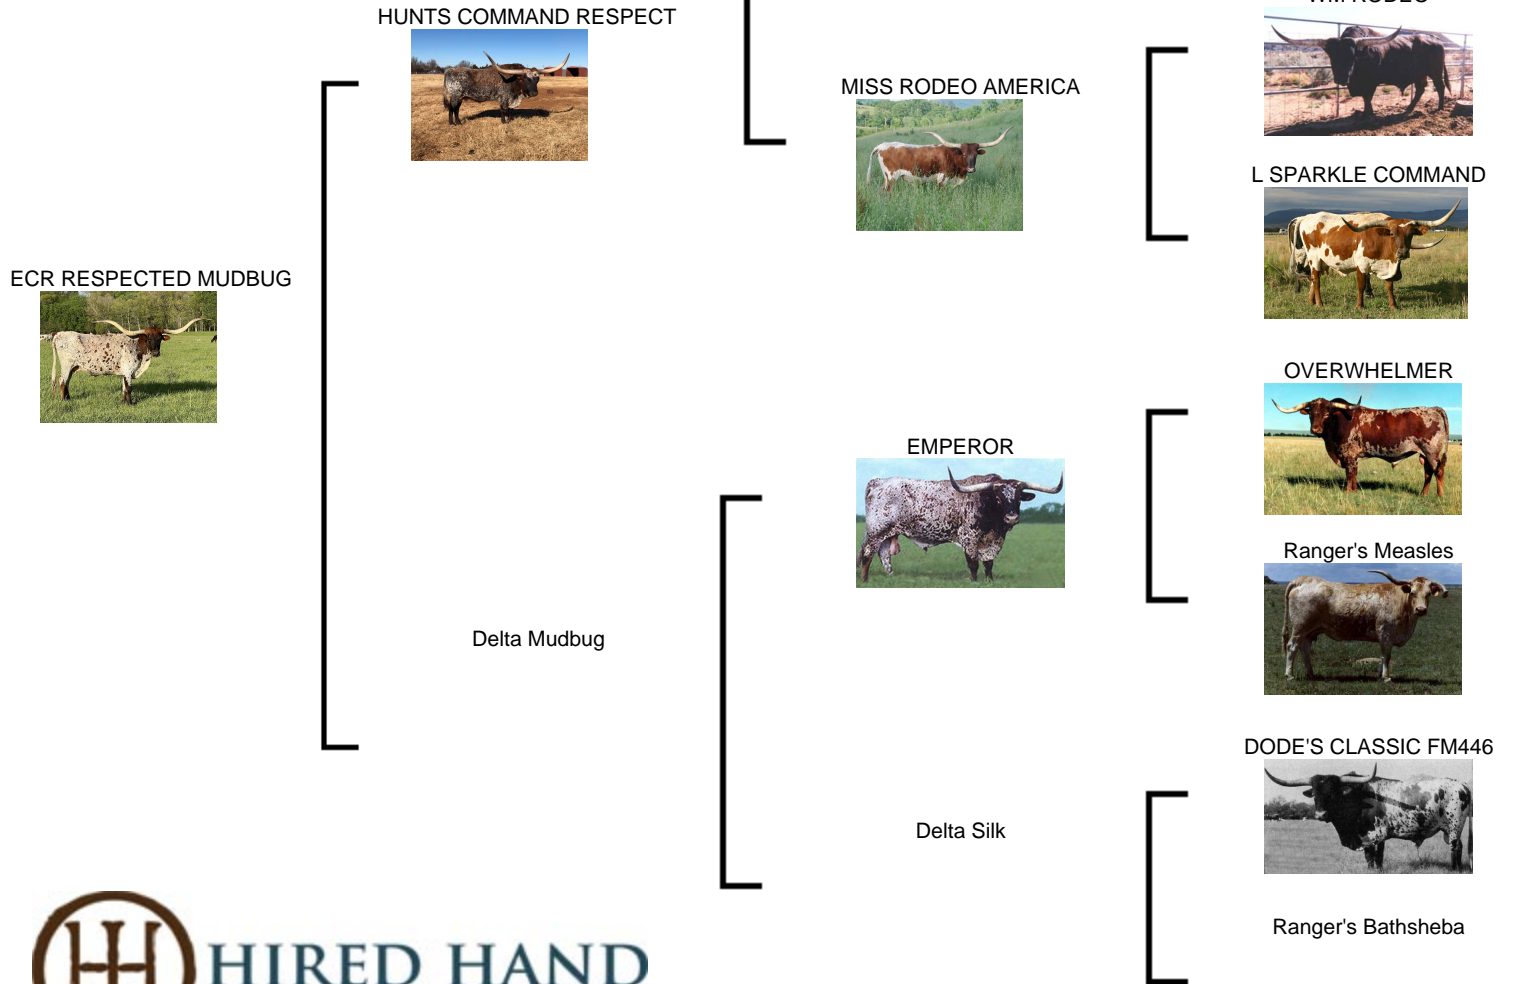 HUNTS COMMAND RESPECT
MISS RODEO AMERICA
L SPARKLE COMMAND
ECR RESPECTED MUDBUG
OVERWHELMER
EMPEROR
Ranger's Measles
Delta Mudbug
DODE'S CLASSIC FM446
Delta Silk
Ranger's Bathsheba
HIRED HAND